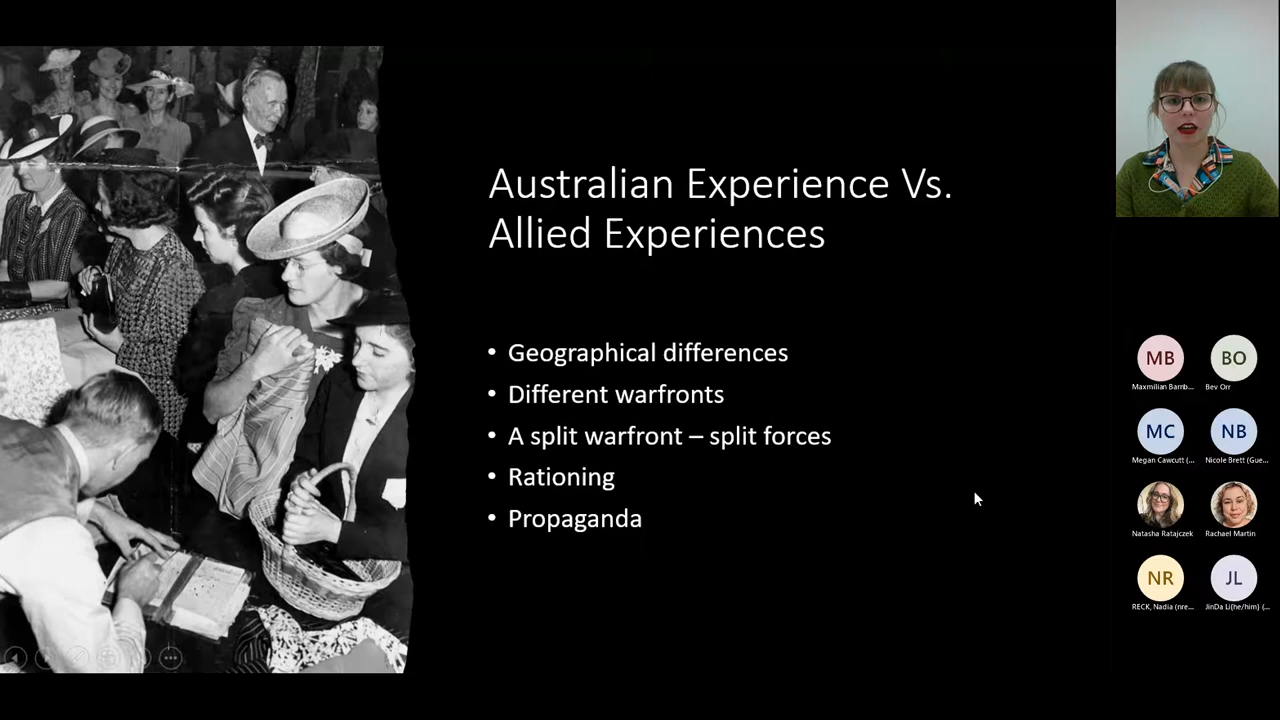 Australian Experience Vs.
Allied Experiences
• Geographical differences
• Different warfronts
• A split warfront – split forces
• Rationing
• Propaganda
MB
BO
Maxmilian Barnb...
Bev Orr
MC
NB
Megan Cawcutt (...
Nicole Brett (Gue...
Natasha Ratajczek
Rachael Martin
NR
JL
RECK, Nadia (nre...
JinDa Li(he/him) (...